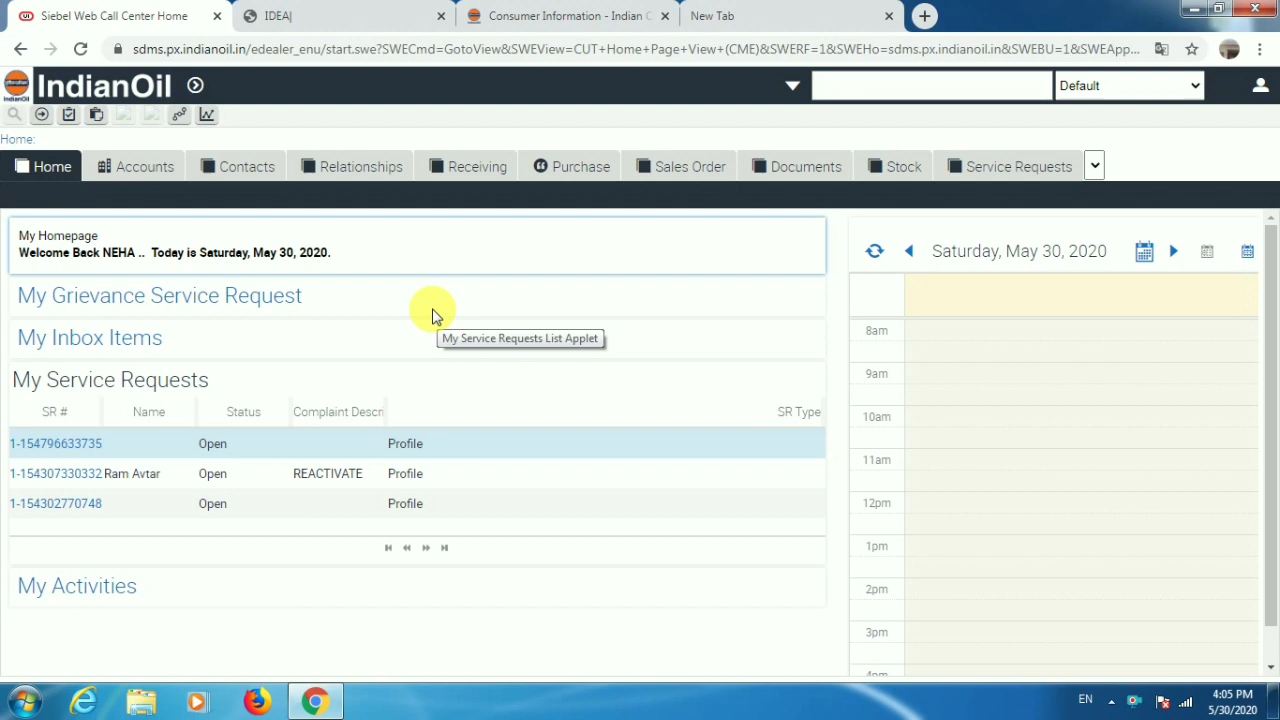 Siebel Web Call Center Home
IDEA|
Consumer Information - Indian C
New Tab
sdms.px.indianoil.in/edealer_enu/start.swe?SWECmd=GotoView&SWEView=CUT+Home+Page+View+(CME)&SWERF=1&SWEHo=sdms.px.indianoil.in&SWEBU=1&SWEApp...
IndianOil
Default
Home:
Home
Accounts
Contacts
Relationships
Receiving
Purchase
Sales Order
Documents
Stock
Service Requests
My Homepage
Welcome Back NEHA .. Today is Saturday, May 30, 2020.
My Grievance Service Request
My Inbox Items
My Service Requests List Applet
My Service Requests
SR # Name Status Complaint Descri SR Type
1-154796633735 Open Profile
1-154307330332 Ram Avtar Open REACTIVATE Profile
1-154302770748 Open Profile
My Activities
Saturday, May 30, 2020
8am
9am
10am
11am
12pm
1pm
2pm
3pm
4pm
EN
4:05 PM
5/30/2020